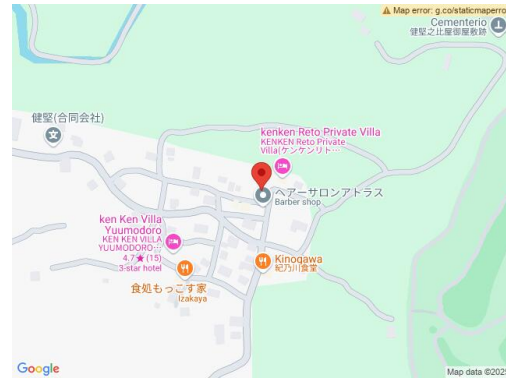 Map error: g.co/staticmaperro
Cementerio
健堅之比屋御屋敷跡
健堅(合同会社)
kenken Reto Private Villa
KENKEN Reto Private
Villa(ケンケンリト…
ヘアーサロンアトラス
Barber shop
ken Ken Villa
Yuumodoro
KEN KEN VILLA
YUUMODORO…
4.7★ (15)
3-star hotel
Kinogawa
紀乃川食堂
食処もっこす家
Izakaya
Google
Map data ©2025